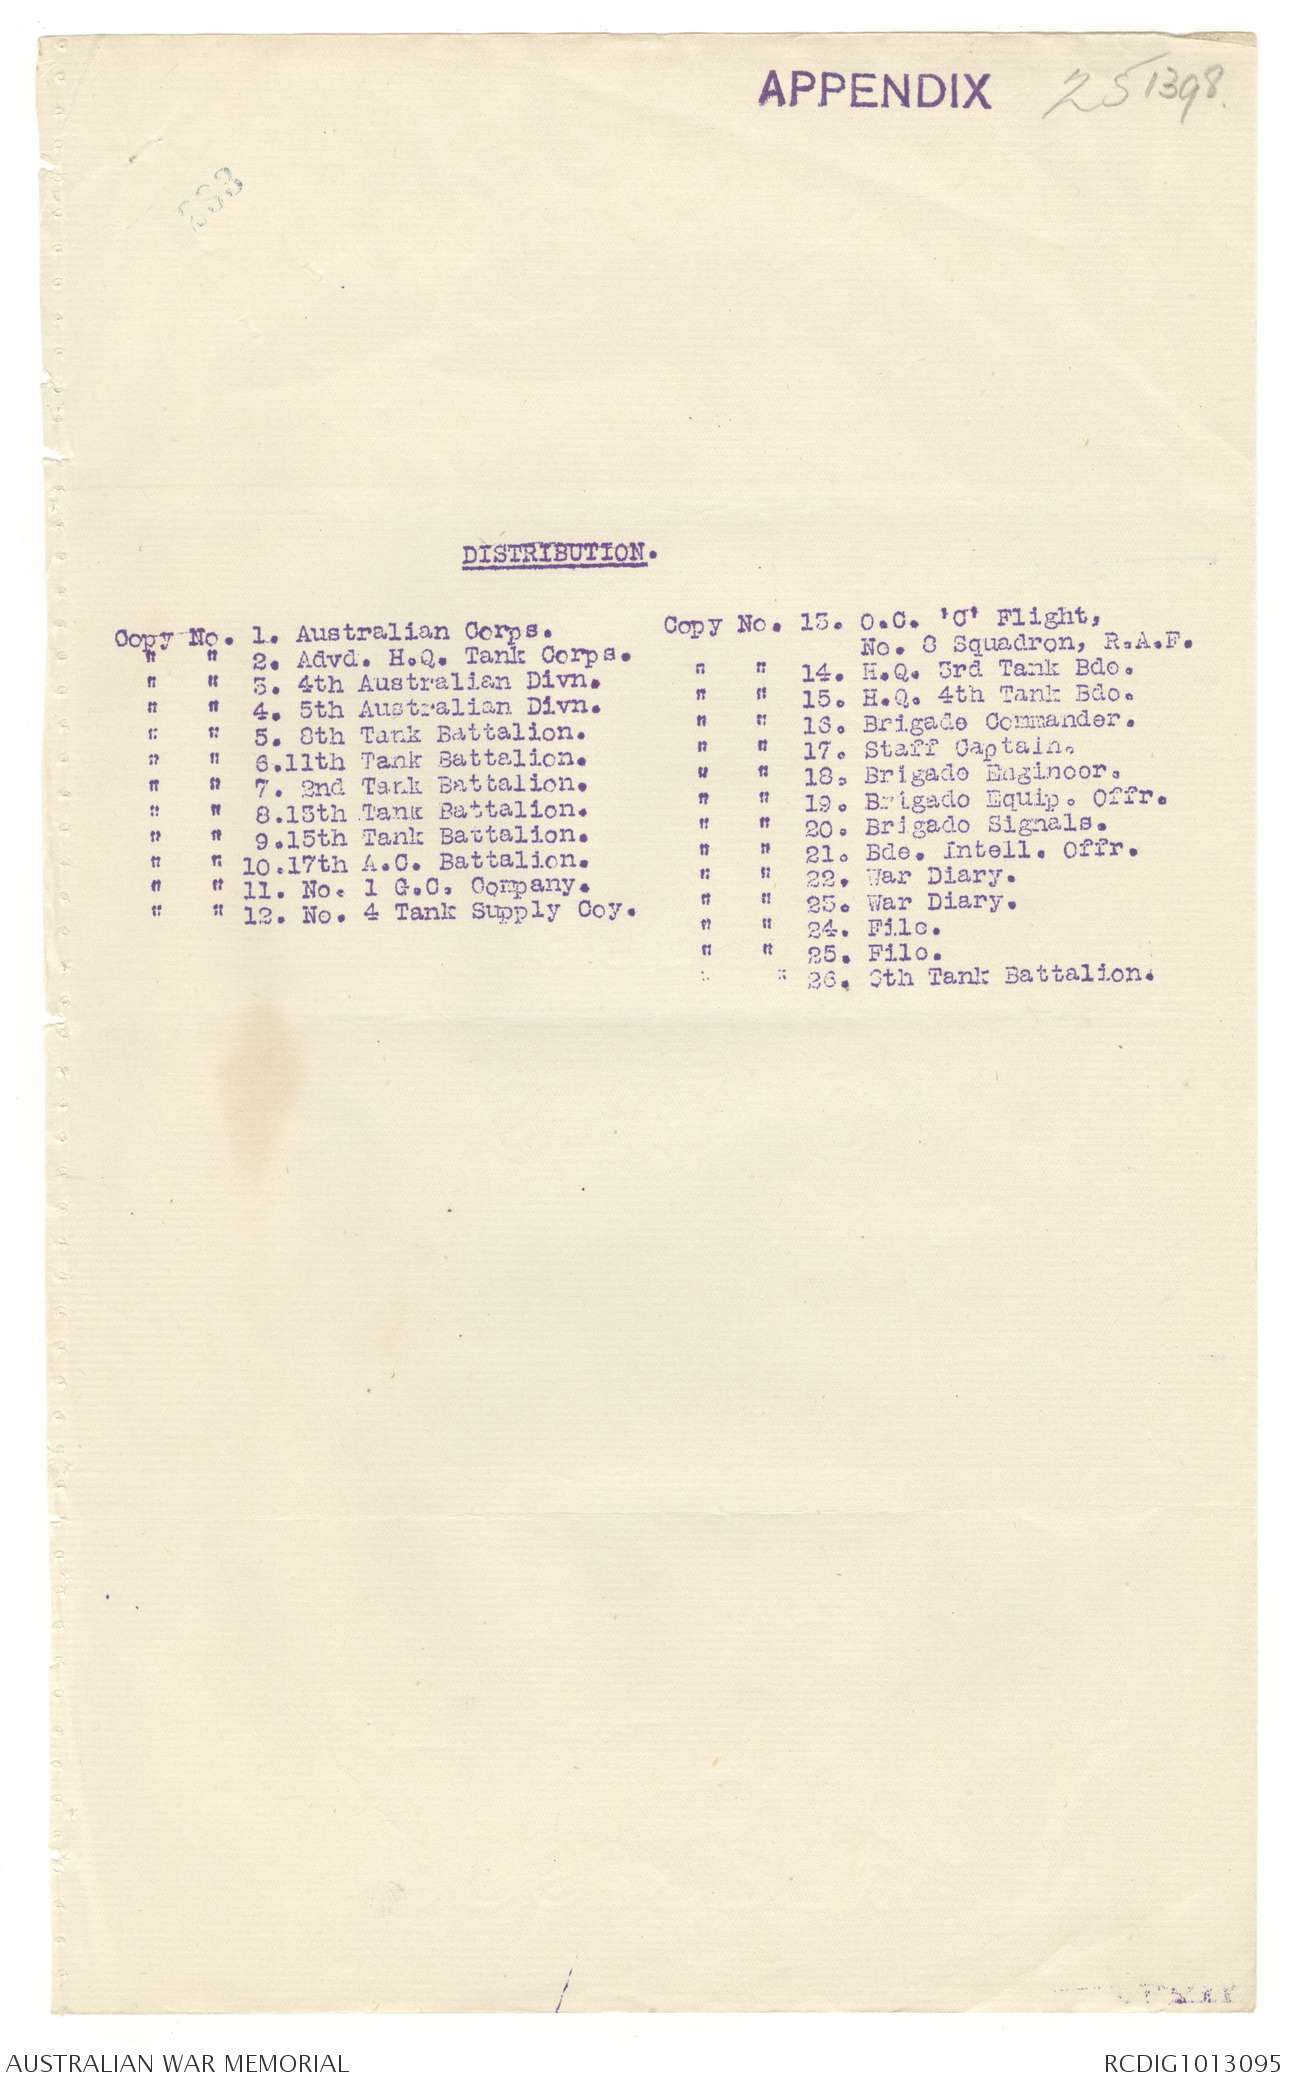 APPENDIX 25 1398.
333
DISTRIBUTION.
Copy No. 1. Australian Corps.
" " 2. Advd. H.Q. Tank Corps.
" " 3. 4th Australian Divn.
" " 4. 5th Australian Divn.
" " 5. 8th Tank Battalion.
" " 6.11th Tank Battalion.
" " 7. 2nd Tank Battalion.
" " 8.13th Tank Battalion.
" " 9.15th Tank Battalion.
" " 10.17th A.C. Battalion.
" " 11. No. 1 G.C. Company.
" " 12. No. 4 Tank Supply Coy.
Copy No. 13. O.C. 'C' Flight,
No. 8 Squadron, R.A.F.
" " 14. H.Q. 3rd Tank Bde.
" " 15. H.Q. 4th Tank Bde.
" " 16. Brigade Commander.
" " 17. Staff Captain.
" " 18. Brigade Engineer.
" " 19. Brigade Equip. Offr.
" " 20. Brigade Signals.
" " 21. Bde. Intell. Offr.
" " 22. War Diary.
" " 23. War Diary.
" " 24. File.
" " 25. File.
" " 26. 6th Tank Battalion.
AUSTRALIAN WAR MEMORIAL
RCDIG1013095